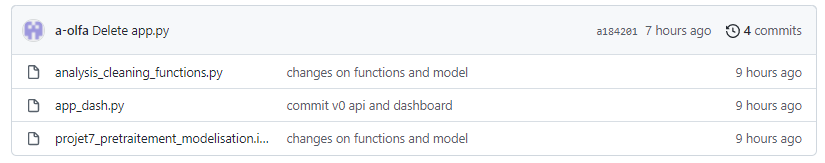 a-olfa Delete app.py a184201 7 hours ago 4 commits
analysis_cleaning_functions.py changes on functions and model 9 hours ago
app_dash.py commit v0 api and dashboard 9 hours ago
projet7_pretraitement_modelisation.i... changes on functions and model 9 hours ago